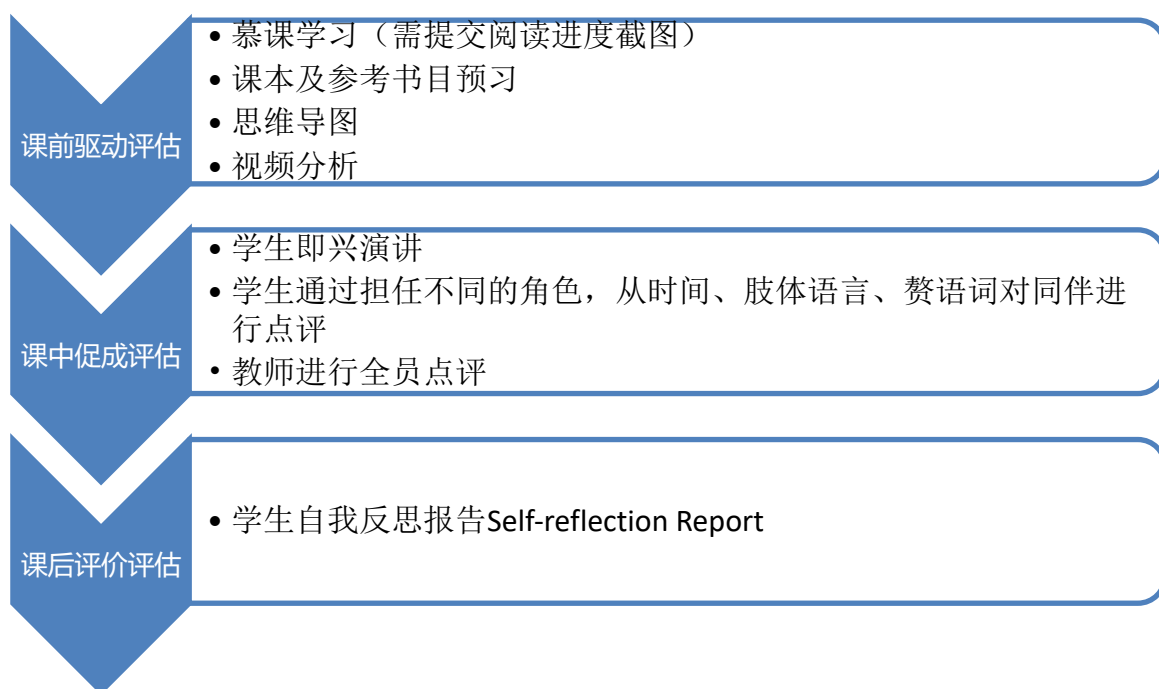 课前驱动评估
• 慕课学习（需提交阅读进度截图）
• 课本及参考书目预习
• 思维导图
• 视频分析
课中促成评估
• 学生即兴演讲
• 学生通过担任不同的角色，从时间、肢体语言、赘语词对同伴进
行点评
• 教师进行全员点评
课后评价评估
• 学生自我反思报告Self-reflection Report